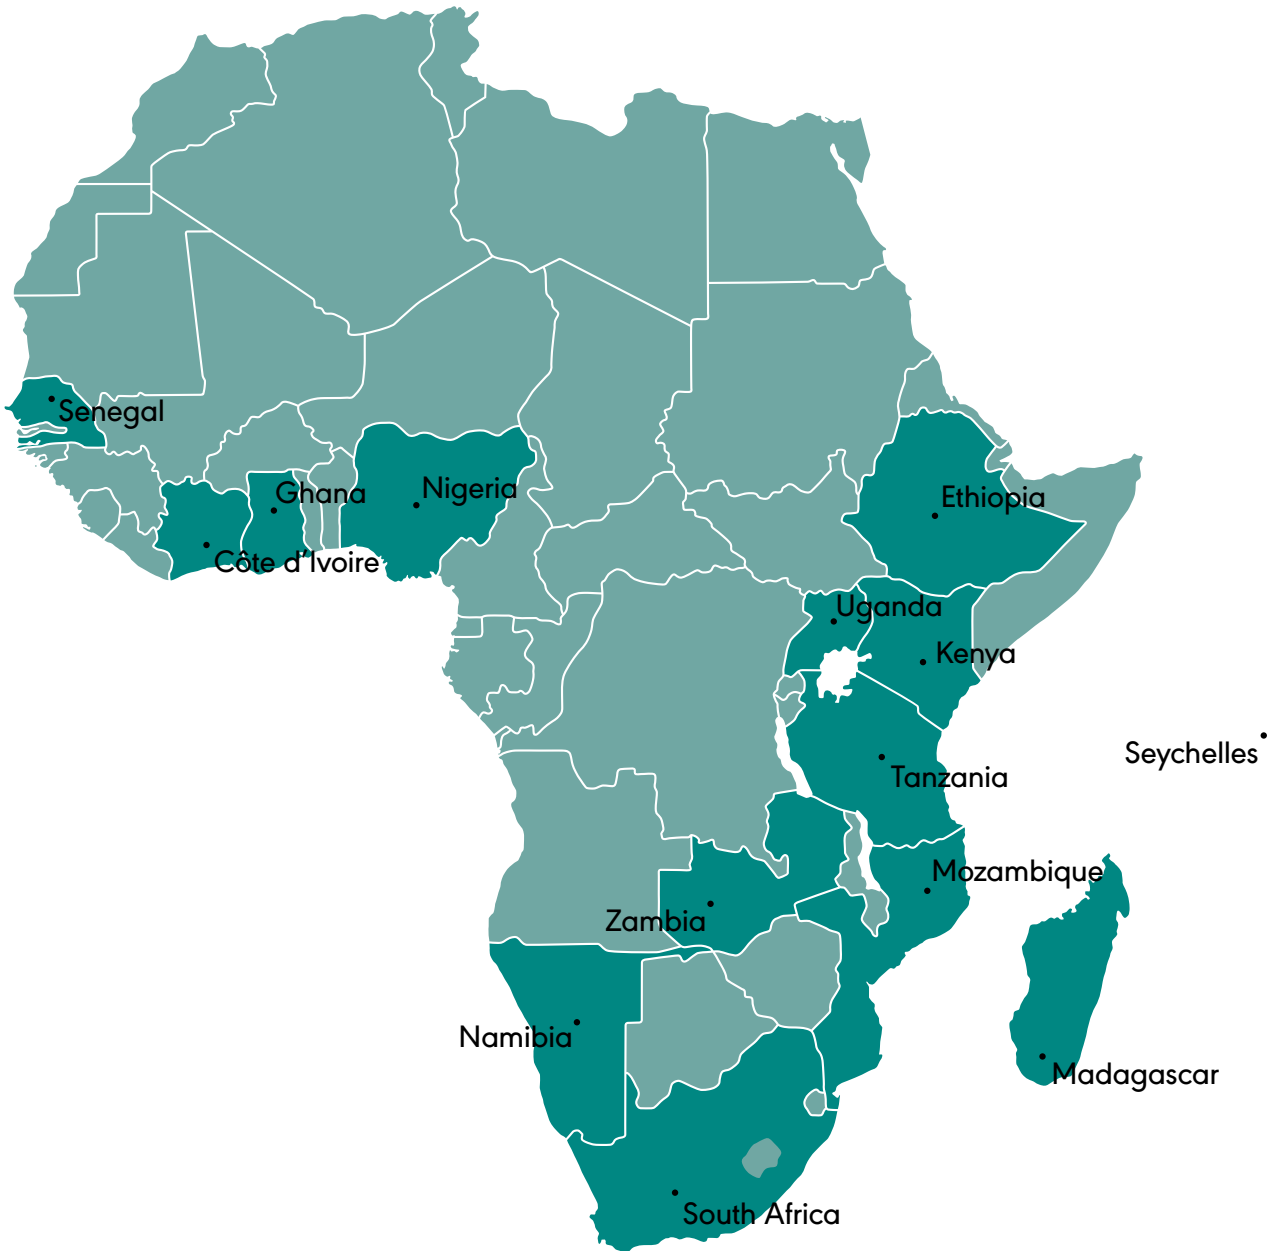 Senegal
Ghana
Nigeria
Ethiopia
Côte d’Ivoire
Uganda
Kenya
Seychelles
Tanzania
Mozambique
Zambia
Namibia
Madagascar
South Africa